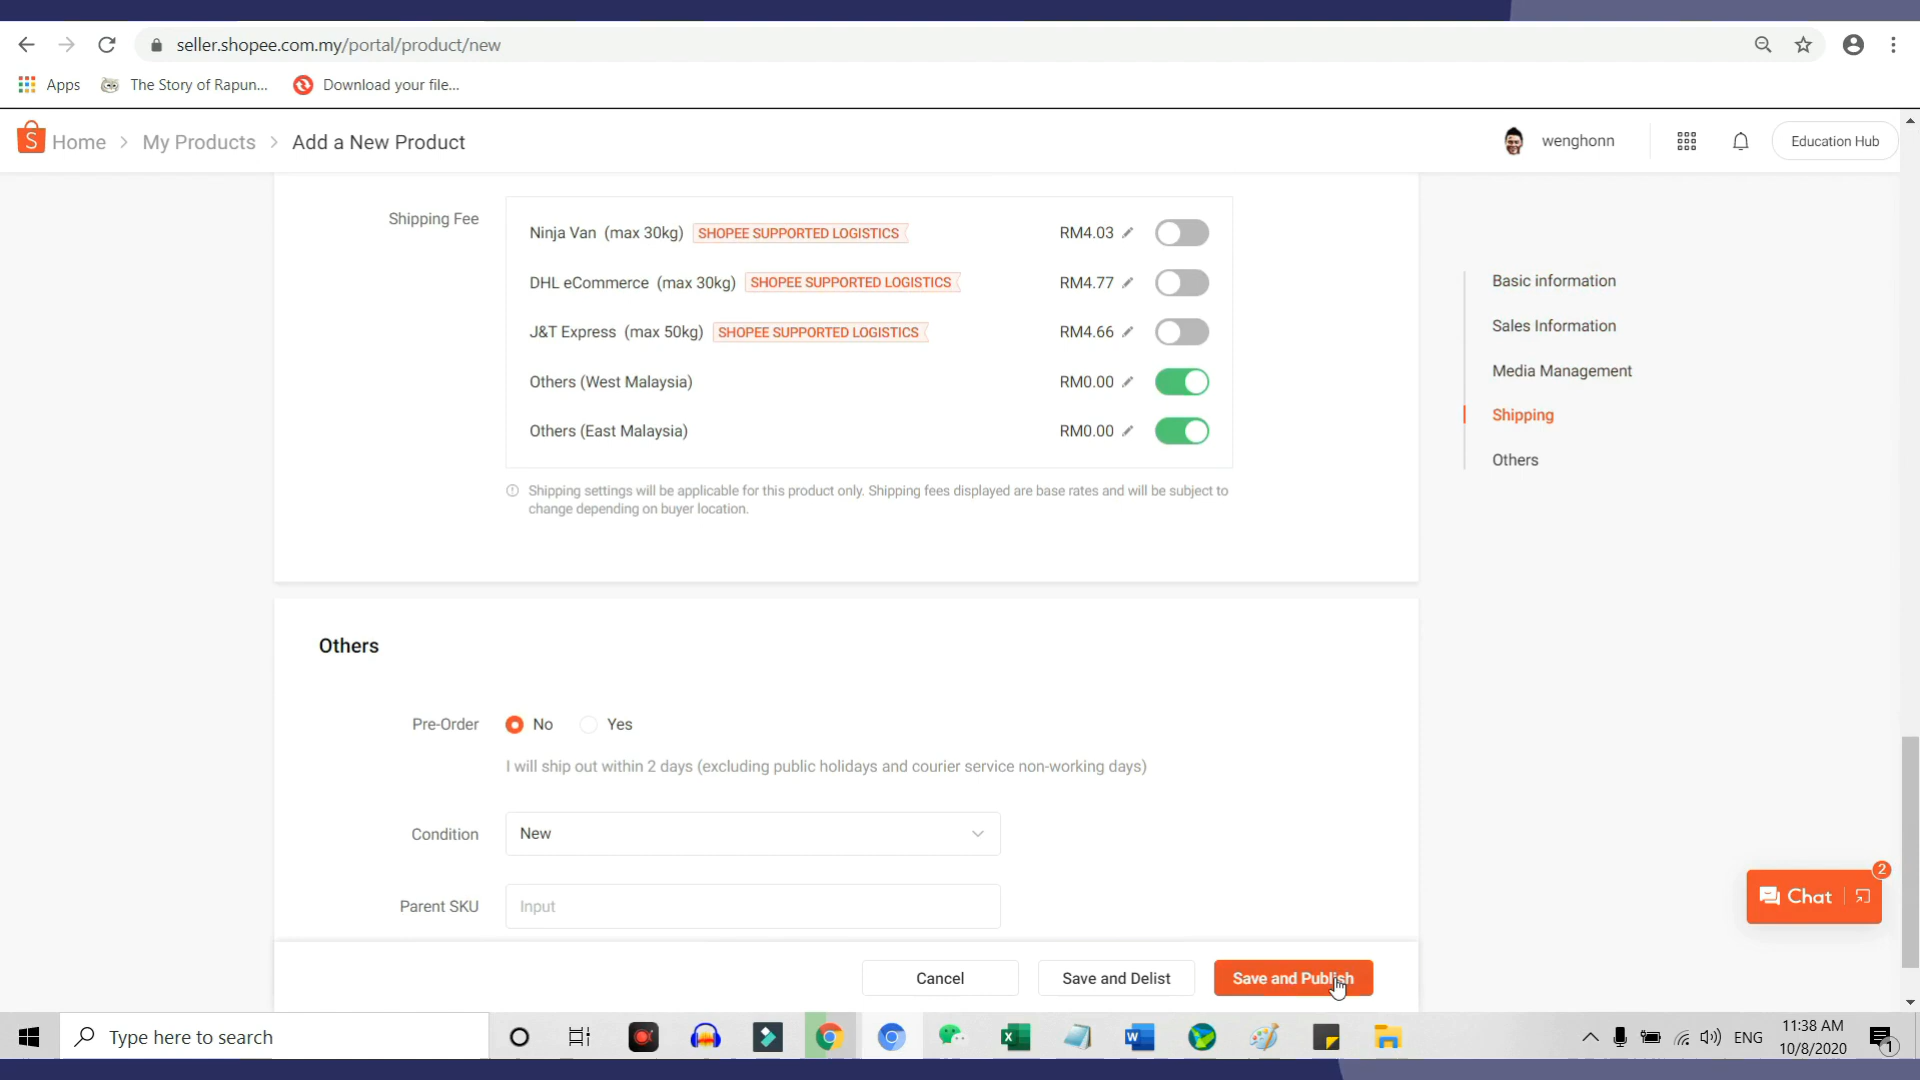 seller.shopee.com.my/portal/product/new
Apps The Story of Rapun... Download your file...
Home > My Products > Add a New Product wenghonn Education Hub
Shipping Fee
Ninja Van (max 30kg) SHOPEE SUPPORTED LOGISTICS RM4.03
DHL eCommerce (max 30kg) SHOPEE SUPPORTED LOGISTICS RM4.77
J&T Express (max 50kg) SHOPEE SUPPORTED LOGISTICS RM4.66
Others (West Malaysia) RM0.00
Others (East Malaysia) RM0.00
Shipping settings will be applicable for this product only. Shipping fees displayed are base rates and will be subject to
change depending on buyer location.
Basic information
Sales Information
Media Management
Shipping
Others
Others
Pre-Order No Yes
I will ship out within 2 days (excluding public holidays and courier service non-working days)
Condition New
Parent SKU Input
2
Chat
Cancel Save and Delist Save and Publish
Type here to search
ENG
11:38 AM
10/8/2020
1